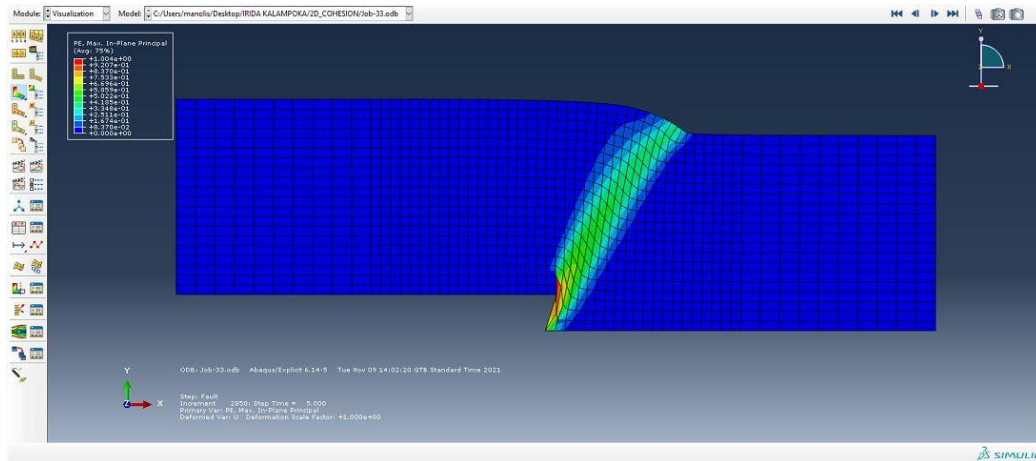 Module: Visualization Model: C:/Users/manolis/Desktop/IRIDA KALAMPOKA/2D_COHESION/Job-33.odb
PE, Max. In-Plane Principal
(Avg: 75%)
+1.004e+00
+9.207e-01
+8.370e-01
+7.533e-01
+6.696e-01
+5.859e-01
+5.022e-01
+4.185e-01
+3.348e-01
+2.511e-01
+1.674e-01
+8.370e-02
+0.000e+00
Y
X
Z
Y
X
Z
ODB: Job-33.odb Abaqus/Explicit 6.14-5 Tue Nov 09 14:02:20 GTB Standard Time 2021
Step: Fault
Increment 2950: Step Time = 5.000
Primary Var: PE, Max. In-Plane Principal
Deformed Var: U Deformation Scale Factor: +1.000e+00
SIMULIA